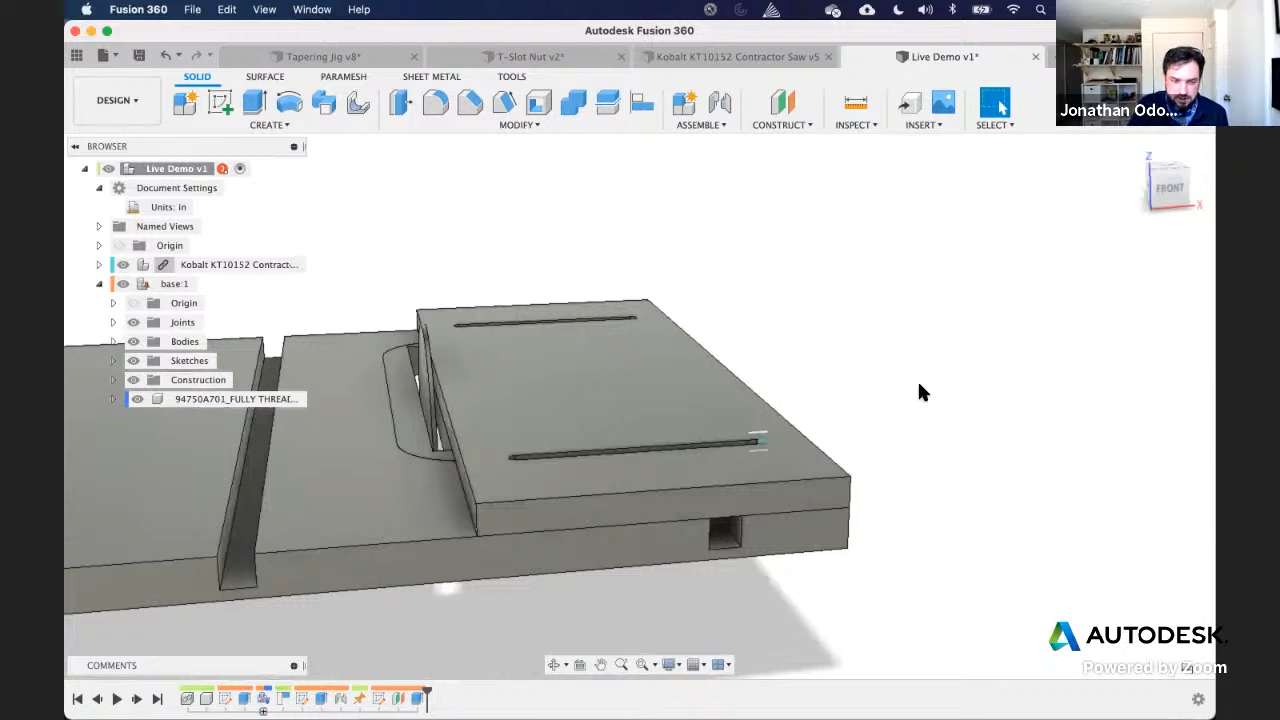 Fusion 360 File Edit View Window Help
Autodesk Fusion 360
Tapering Jig v8*
T-Slot Nut v2*
Kobalt KT10152 Contractor Saw v5
Live Demo v1*
SOLID SURFACE PARAMESH SHEET METAL TOOLS
DESIGN
CREATE MODIFY ASSEMBLE CONSTRUCT INSPECT INSERT SELECT
Jonathan Odo...
BROWSER
Live Demo v1
Document Settings
Units: in
Named Views
Origin
Kobalt KT10152 Contract...
base:1
Origin
Joints
Bodies
Sketches
Construction
94750A701_FULLY THREAD...
Z
FRONT
X
AUTODESK.
Powered by Zoom
COMMENTS